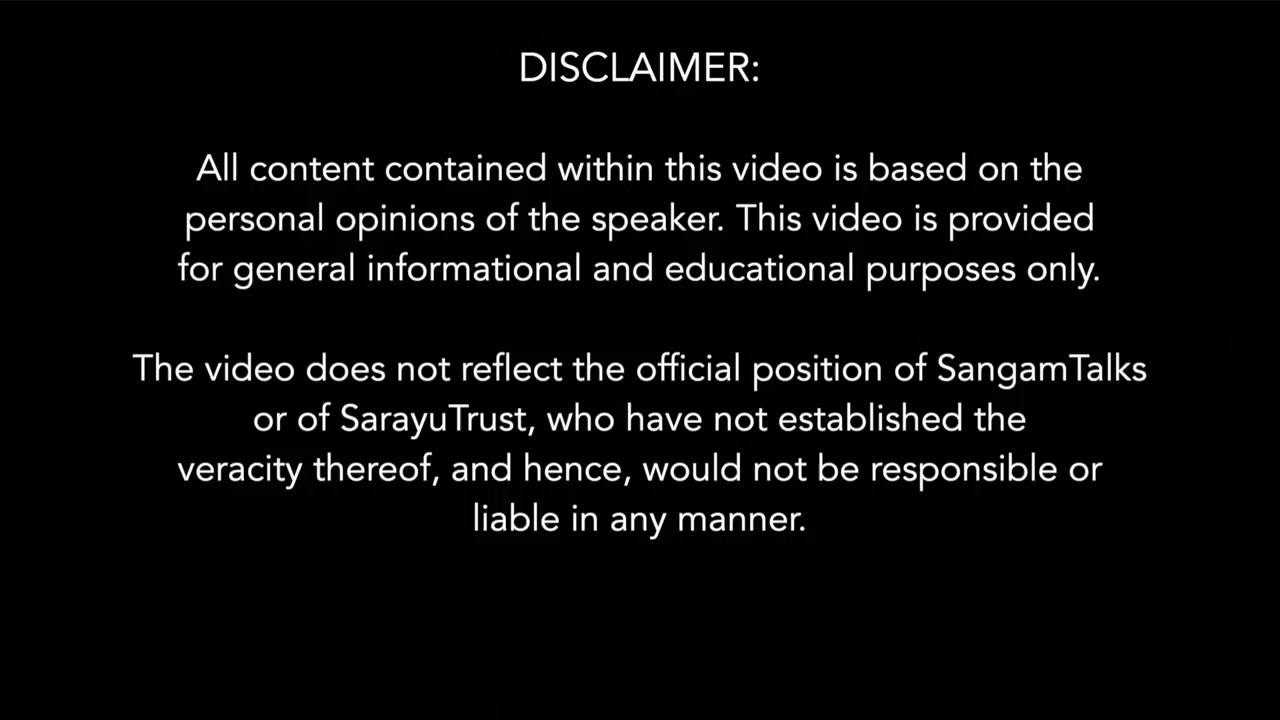 DISCLAIMER:
All content contained within this video is based on the
personal opinions of the speaker. This video is provided
for general informational and educational purposes only.
The video does not reflect the official position of SangamTalks
or of SarayuTrust, who have not established the
veracity thereof, and hence, would not be responsible or
liable in any manner.